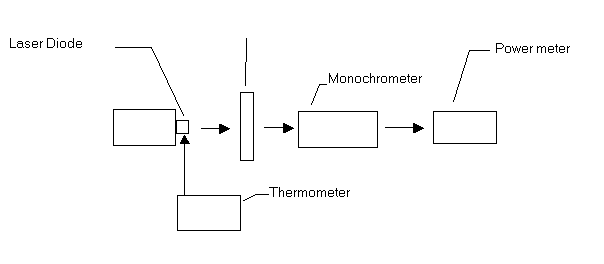 Laser Diode
Power meter
Monochrometer
Thermometer